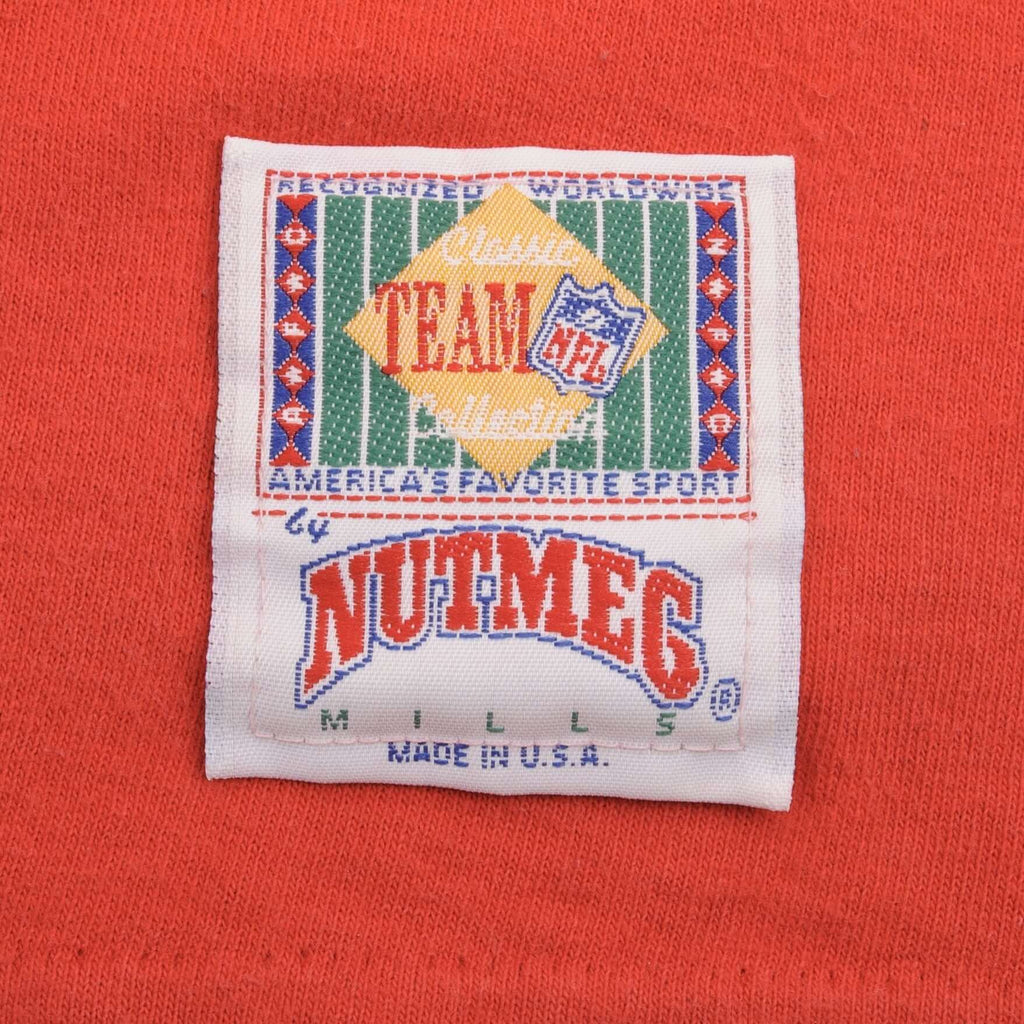 RECOGNIZED WORLDWIDE
Classic
TEAM
NFL
Collection
AMERICA'S FAVORITE SPORT
by
NUTMEG
®
MILLS
MADE IN U.S.A.